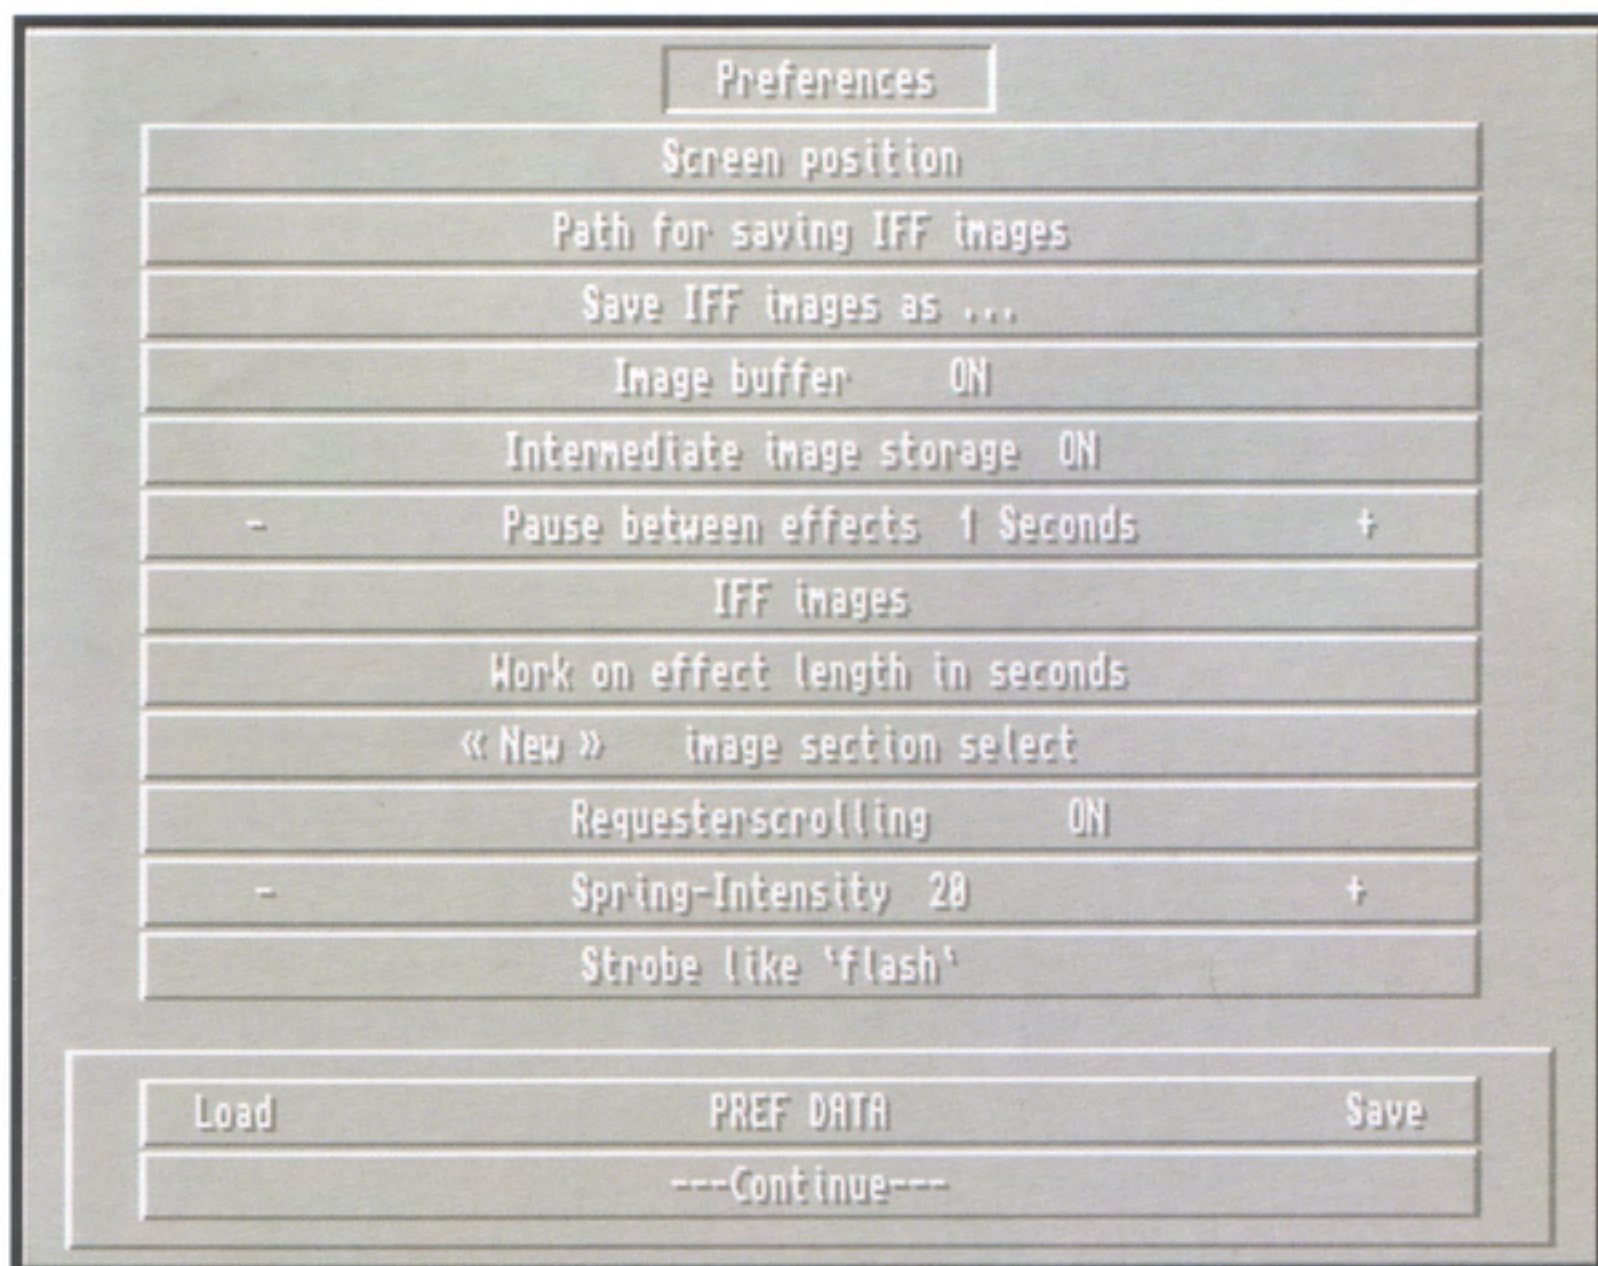 Preferences
Screen position
Path for saving IFF images
Save IFF images as ...
Image buffer ON
Intermediate image storage ON
- Pause between effects 1 Seconds +
IFF images
Work on effect length in seconds
« New » image section select
Requesterscrolling ON
- Spring-Intensity 20 +
Strobe like 'flash'
Load PREF DATA Save
---Continue---